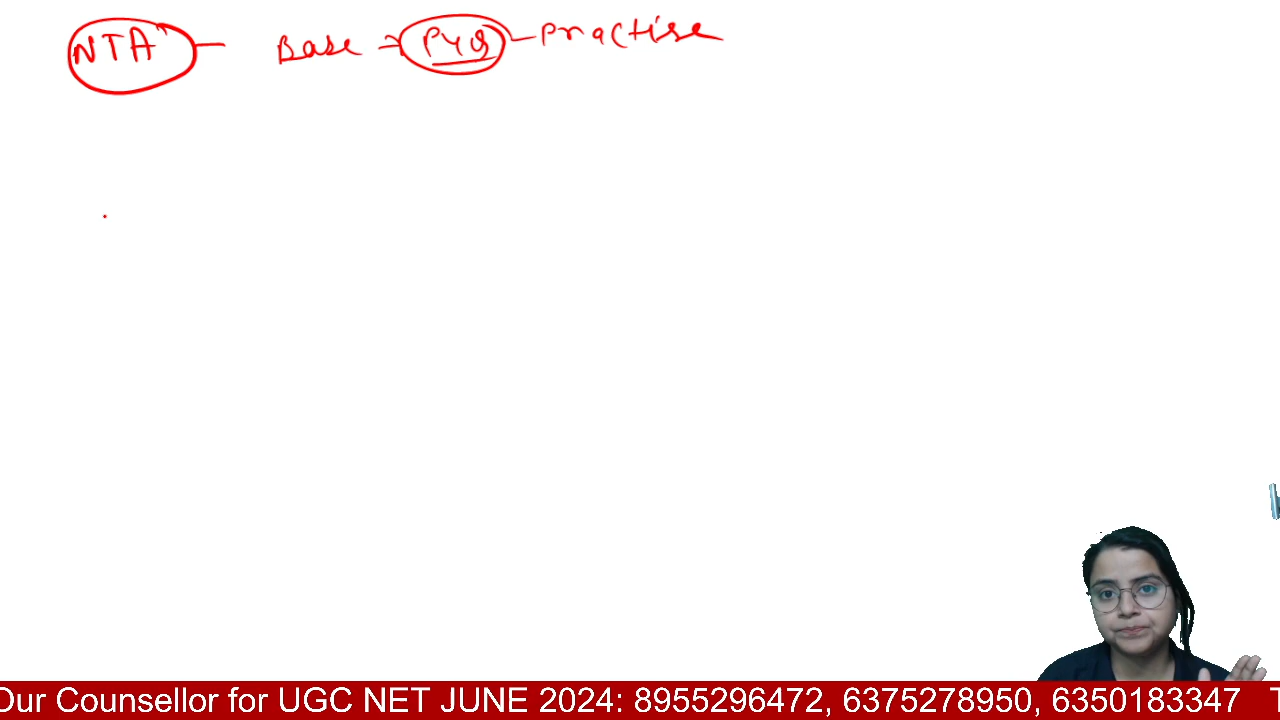 NTA - Base → PYQ - Practise
Our Counsellor for UGC NET JUNE 2024: 8955296472, 6375278950, 6350183347 T